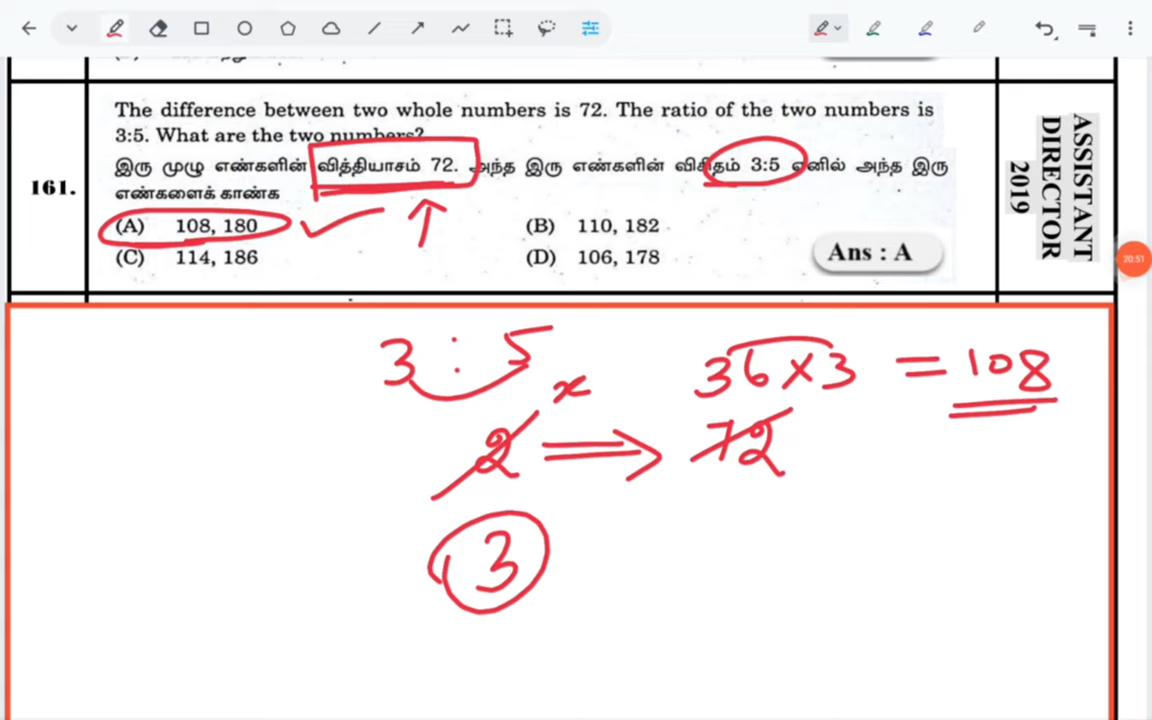 161.
The difference between two whole numbers is 72. The ratio of the two numbers is
3:5. What are the two numbers?
இரு முழு எண்களின் வித்தியாசம் 72. அந்த இரு எண்களின் விகிதம் 3:5 எனில் அந்த இரு
எண்களைக் காண்க
(A) 108, 180
(B) 110, 182
(C) 114, 186
(D) 106, 178
Ans : A
ASSISTANT
DIRECTOR
2019
20:51
3 : 5
x
36 x 3 = 108
2 ⟹ 72
3